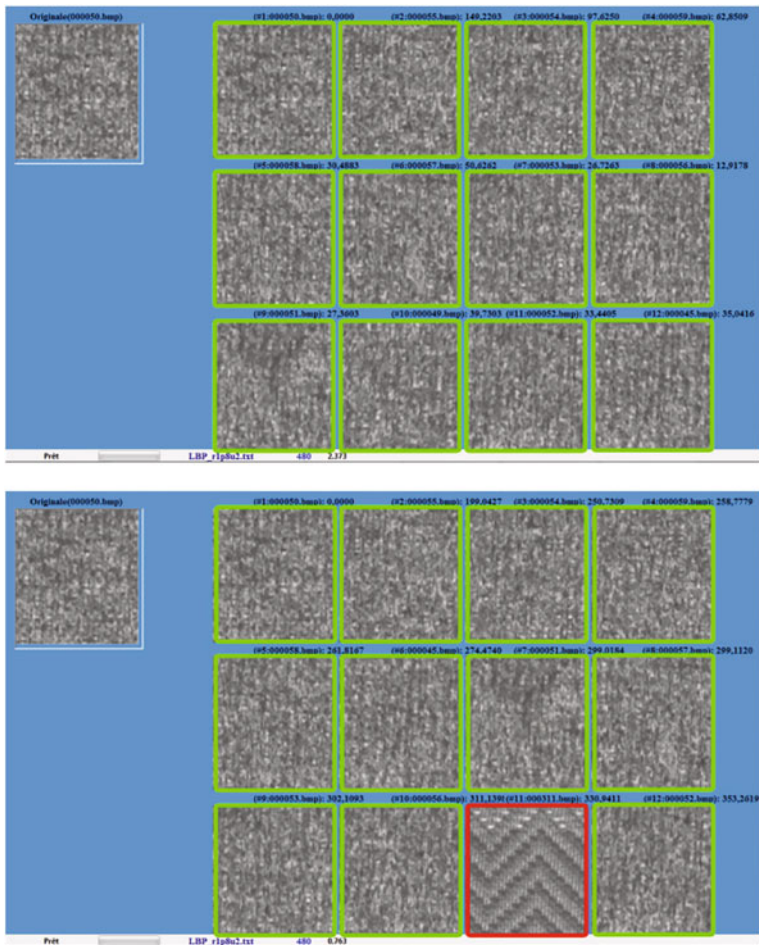 Originale(000050.bmp) (#1:000050.bmp): 0,0000 (#2:000055.bmp): 149,2203 (#3:000054.bmp): 97,6250 (#4:000059.bmp): 62,8509
(#5:000058.bmp): 30,4883 (#6:000057.bmp): 50,6262 (#7:000053.bmp): 26,7263 (#8:000056.bmp): 12,9178
(#9:000051.bmp): 27,3603 (#10:000049.bmp): 39,7303 (#11:000052.bmp): 33,4405 (#12:000045.bmp): 35,0416
Prêt LBP_r1p8u2.txt 480 2.373
Originale(000050.bmp) (#1:000050.bmp): 0,0000 (#2:000055.bmp): 199,0427 (#3:000054.bmp): 250,7309 (#4:000059.bmp): 258,7779
(#5:000058.bmp): 261,8167 (#6:000045.bmp): 274,4740 (#7:000051.bmp): 299,0184 (#8:000057.bmp): 299,1120
(#9:000053.bmp): 302,1093 (#10:000056.bmp): 311,139 (#11:000311.bmp): 330,9411 (#12:000052.bmp): 353,2619
Prêt LBP_r1p8u2.txt 480 0.763